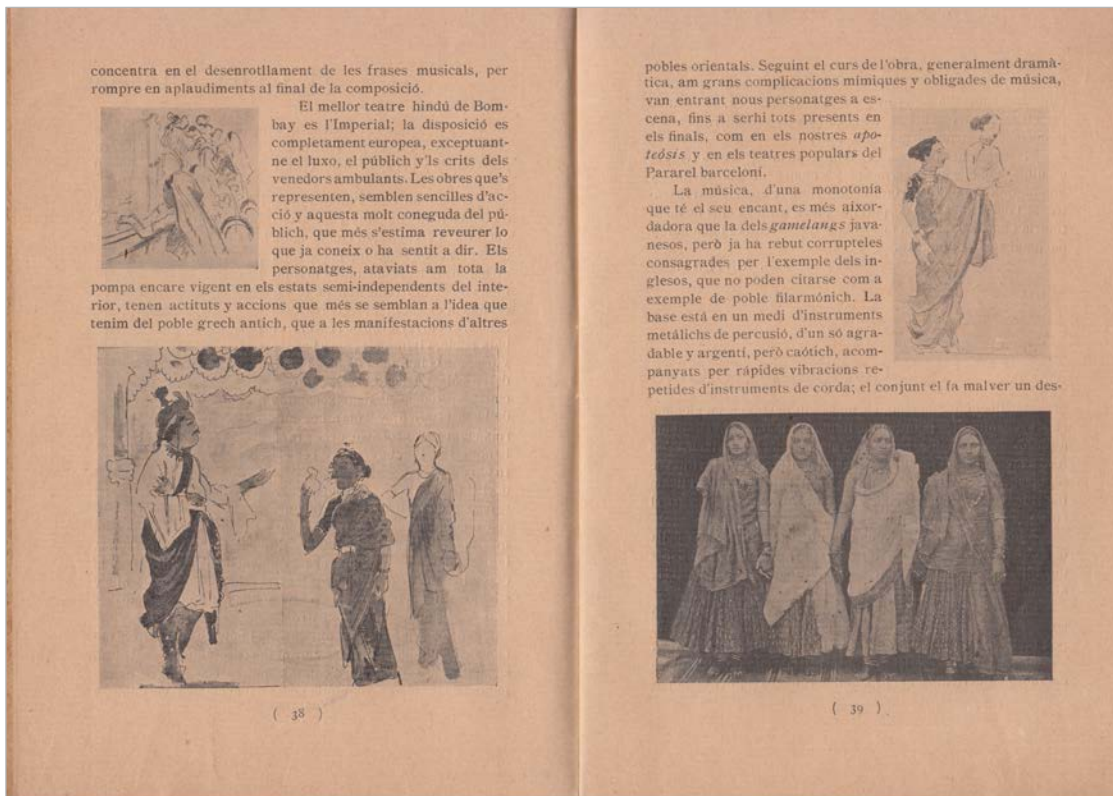 concentra en el desenrotllament de les frases musicals, per
rompre en aplaudiments al final de la composició.
El mellor teatre hindú de Bom-
bay es l'Imperial; la disposició es
completament europea, exceptuant-
ne el luxo, el públich y'ls crits dels
venedors ambulants. Les obres que's
representen, semblen sencilles d'ac-
ció y aquesta molt coneguda del pú-
blich, que més s'estima reveurer lo
que ja coneix o ha sentit a dir. Els
personatges, ataviats am tota la
pompa encare vigent en els estats semi-independents del inte-
rior, tenen actituts y accions que més se semblan a l'idea que
tenim del poble grech antich, que a les manifestacions d'altres
( 38 )
pobles orientals. Seguint el curs de l'obra, generalment dramà-
tica, am grans complicacions mímiques y obligades de música,
van entrant nous personatges a es-
cena, fins a serhi tots presents en
els finals, com en els nostres apo-
teósis y en els teatres populars del
Pararel barceloní.
La música, d'una monotonía
que té el seu encant, es més aixor-
dadora que la dels gamelangs java-
nesos, però ja ha rebut corrupteles
consagrades per l'exemple dels in-
glesos, que no poden citarse com a
exemple de poble filarmónich. La
base está en un medi d'instruments
metálichs de percusió, d'un só agra-
dable y argentí, però caótich, acom-
panyats per rápides vibracions re-
petides d'instruments de corda; el conjunt el fa malver un des-
( 39 )